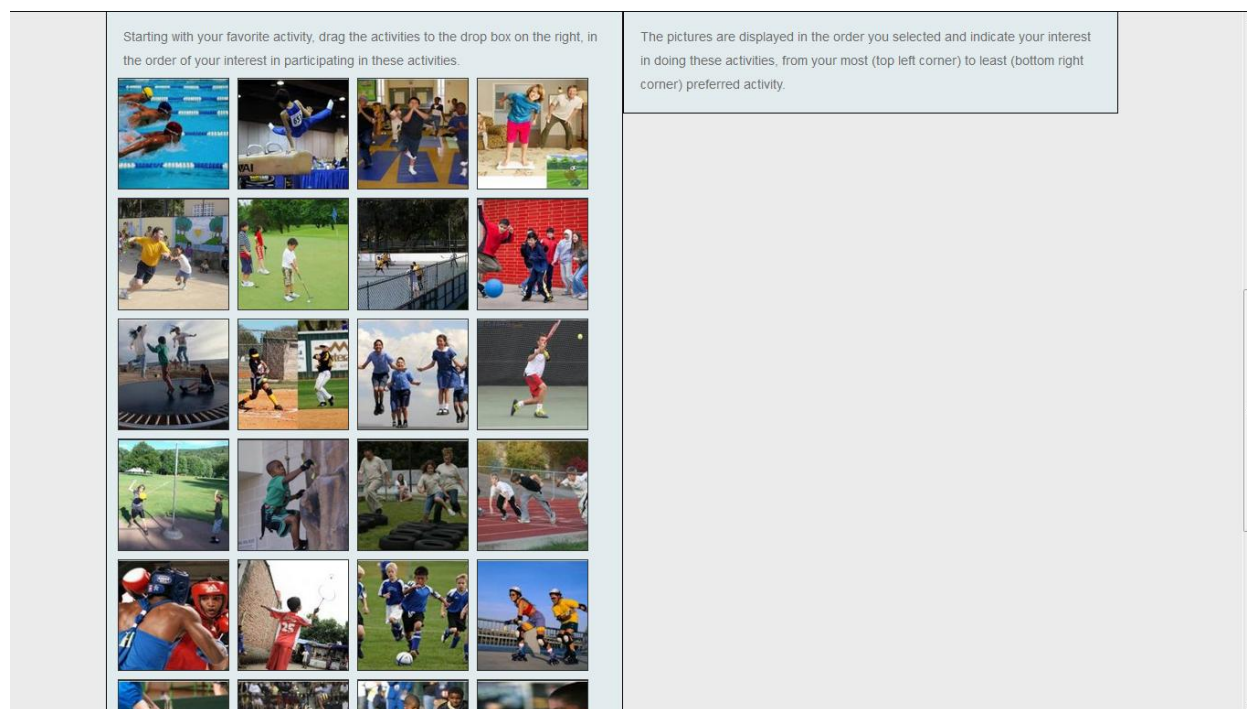 Starting with your favorite activity, drag the activities to the drop box on the right, in
the order of your interest in participating in these activities.
The pictures are displayed in the order you selected and indicate your interest
in doing these activities, from your most (top left corner) to least (bottom right
corner) preferred activity.
25